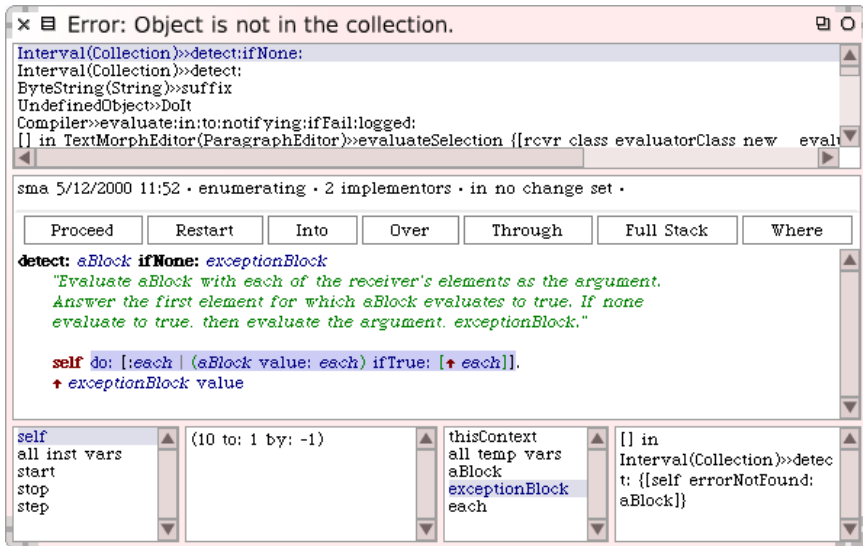 Error: Object is not in the collection.
Interval(Collection)>>detect:ifNone:
Interval(Collection)>>detect:
ByteString(String)>>suffix
UndefinedObject>>DoIt
Compiler>>evaluate:in:to:notifying:ifFail:logged:
[] in TextMorphEditor(ParagraphEditor)>>evaluateSelection {[rcvr class evaluatorClass new evalu
sma 5/12/2000 11:52 · enumerating · 2 implementors · in no change set ·
Proceed Restart Into Over Through Full Stack Where
detect: aBlock ifNone: exceptionBlock
"Evaluate aBlock with each of the receiver's elements as the argument.
Answer the first element for which aBlock evaluates to true. If none
evaluate to true, then evaluate the argument, exceptionBlock."
self do: [:each | (aBlock value: each) ifTrue: [↑ each]].
↑ exceptionBlock value
self
all inst vars
start
stop
step
(10 to: 1 by: -1)
thisContext
all temp vars
aBlock
exceptionBlock
each
[] in
Interval(Collection)>>detec
t: {[self errorNotFound:
aBlock]}